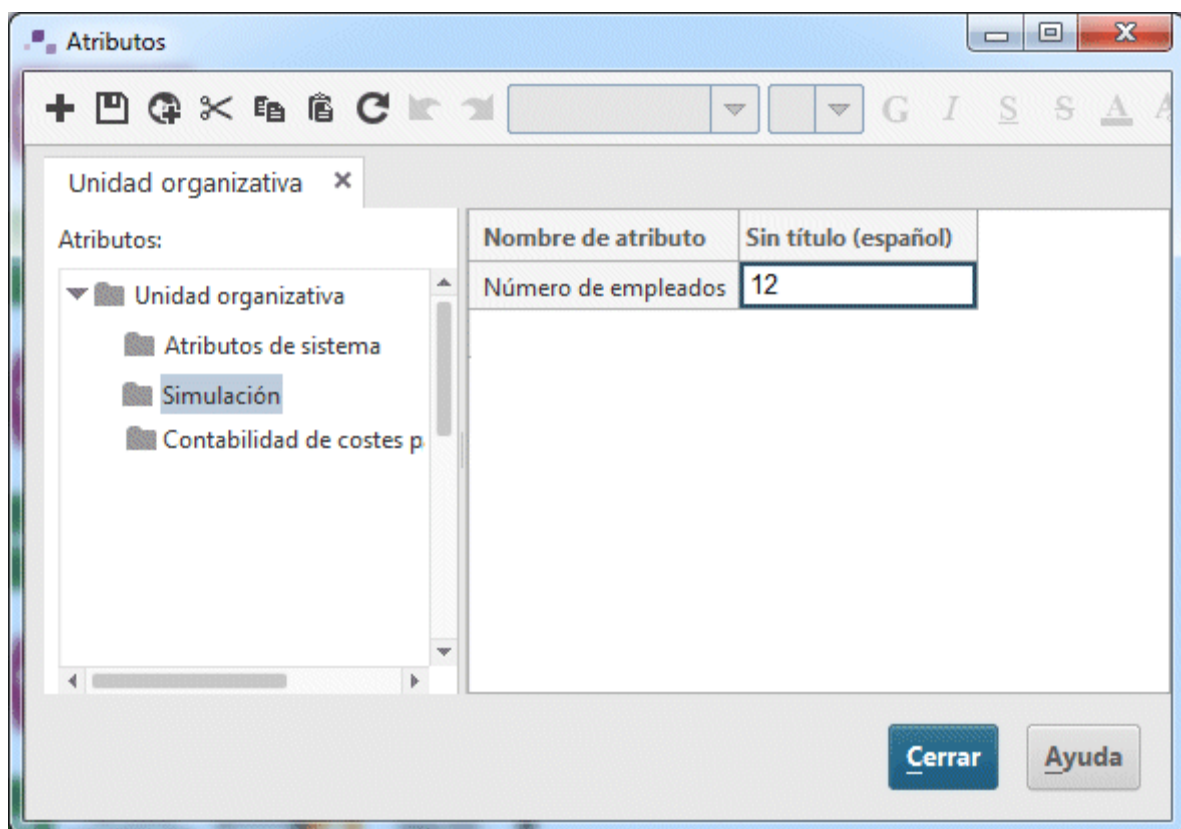 Atributos
G I S S A A
Unidad organizativa
Atributos:
Unidad organizativa
Atributos de sistema
Simulación
Contabilidad de costes p
Nombre de atributo Sin título (español)
Número de empleados 12
Cerrar Ayuda